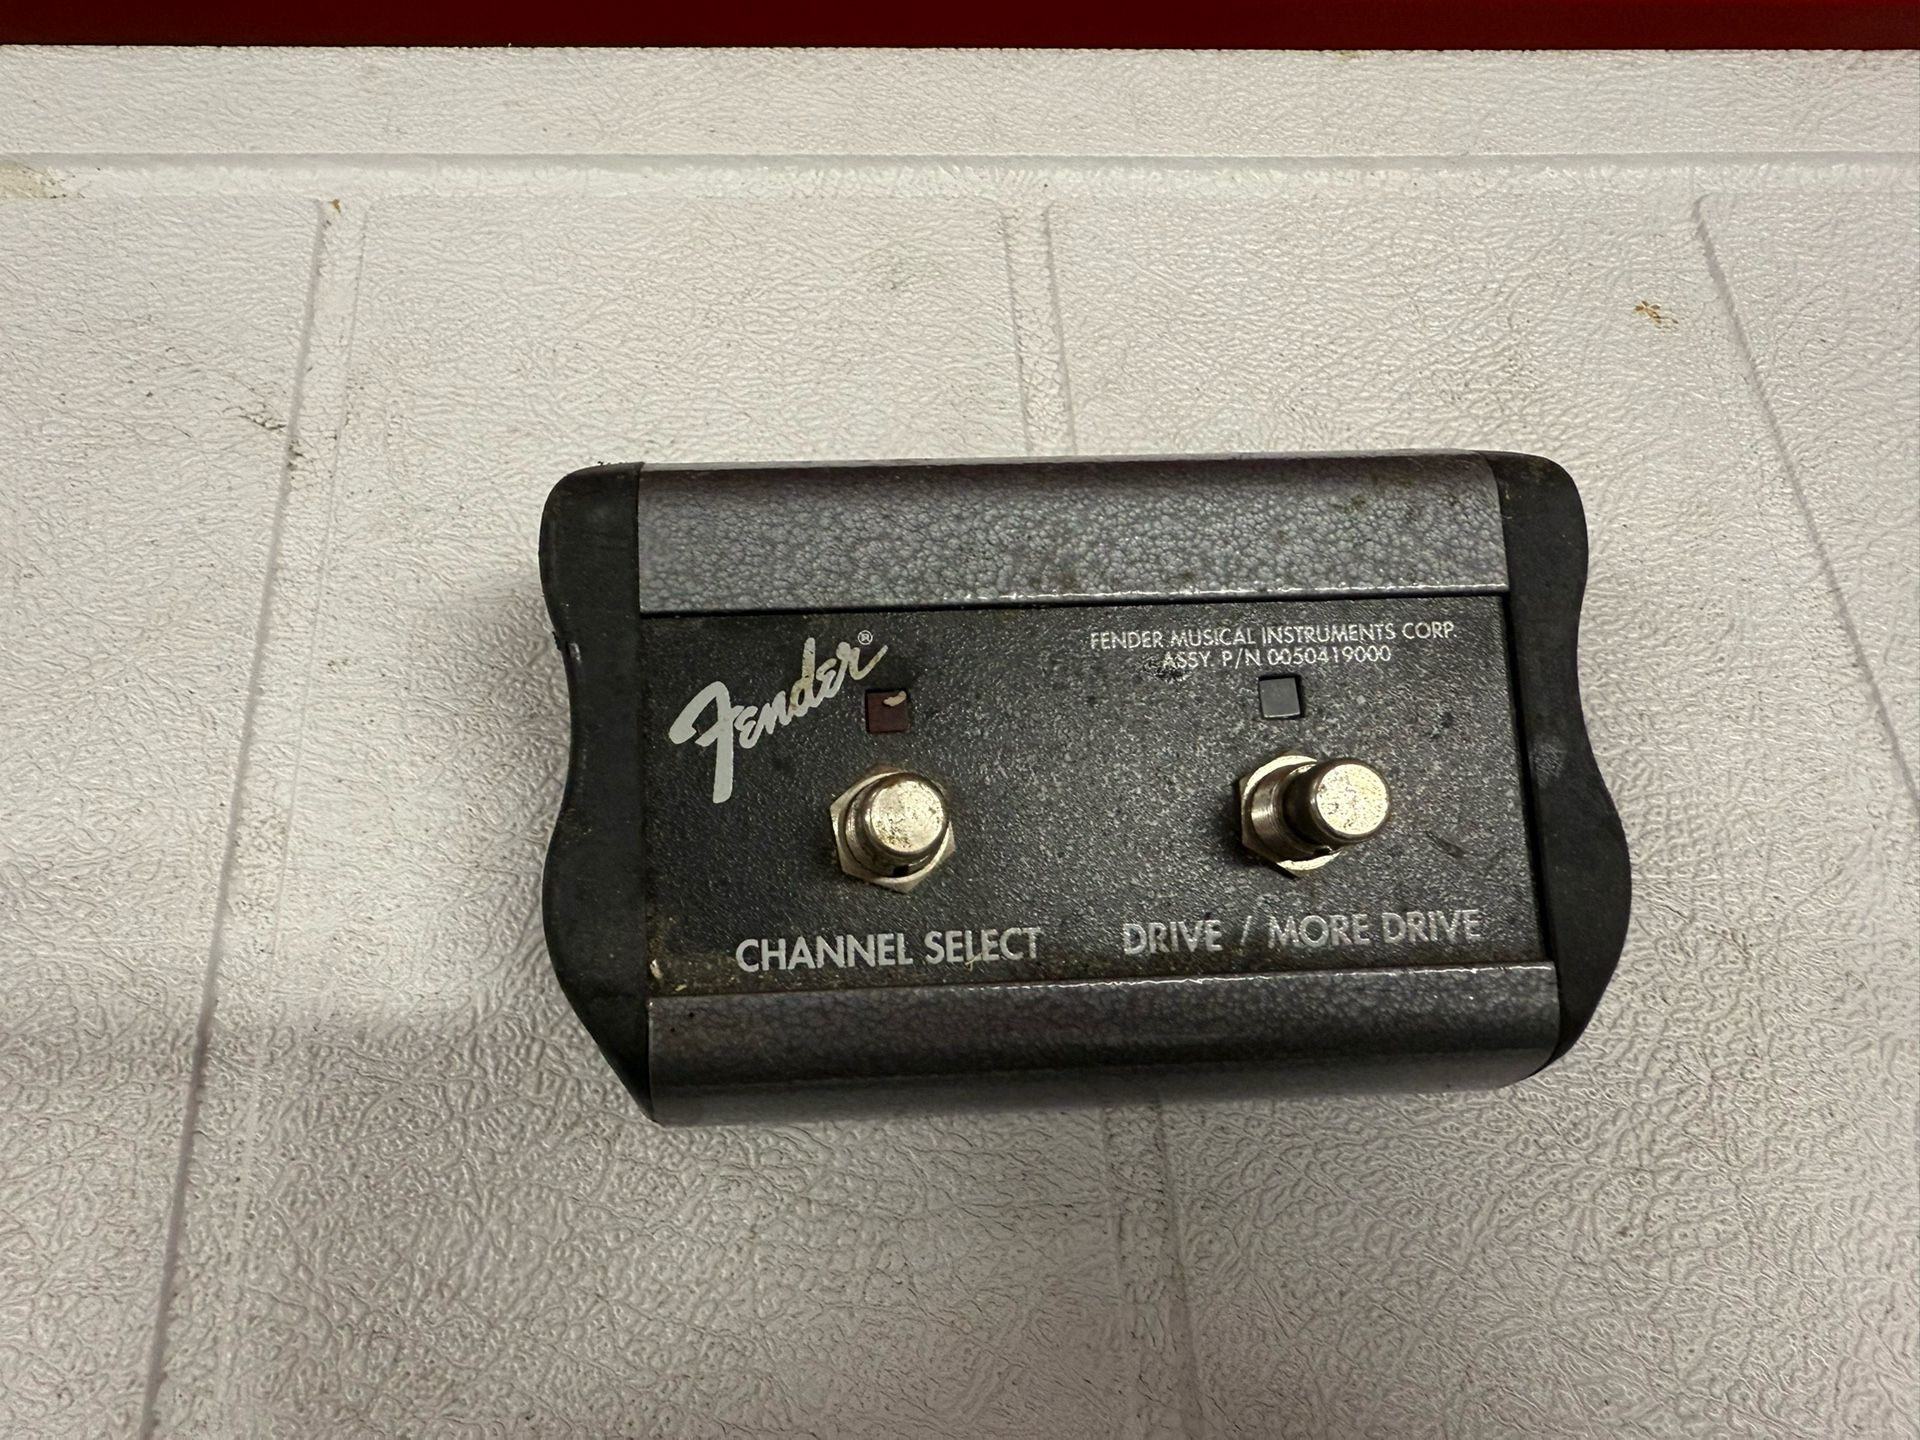 Fender®
FENDER MUSICAL INSTRUMENTS CORP.
ASSY. P/N 0050419000
CHANNEL SELECT
DRIVE / MORE DRIVE